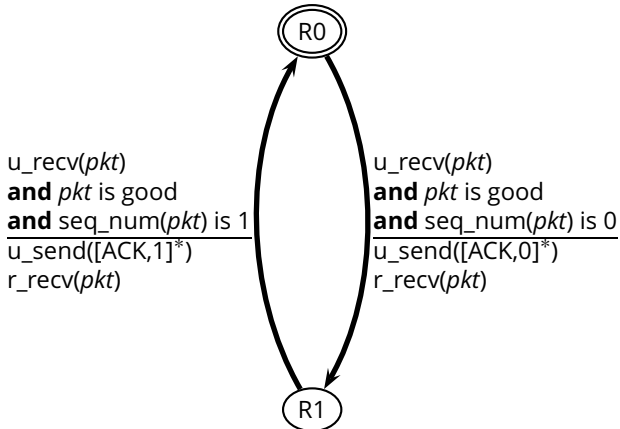 R0
u_recv(pkt)
and pkt is good
and seq_num(pkt) is 1
u_send([ACK,1]*)
r_recv(pkt)
u_recv(pkt)
and pkt is good
and seq_num(pkt) is 0
u_send([ACK,0]*)
r_recv(pkt)
R1